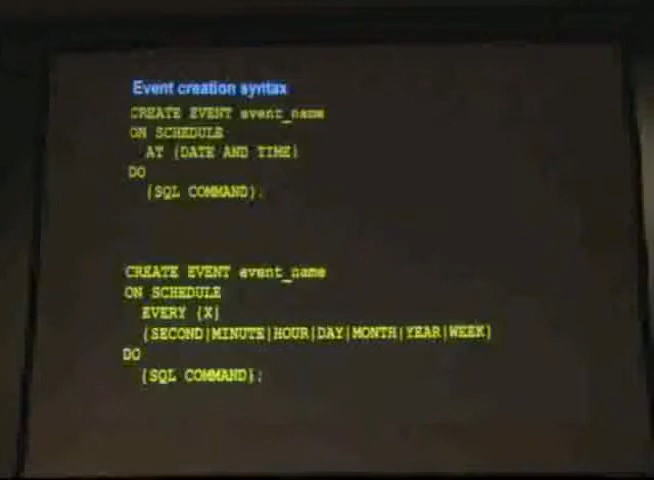 Event creation syntax
CREATE EVENT event_name
ON SCHEDULE
AT {DATE AND TIME}
DO
{SQL COMMAND};
CREATE EVENT event_name
ON SCHEDULE
EVERY {X}
{SECOND|MINUTE|HOUR|DAY|MONTH|YEAR|WEEK}
DO
{SQL COMMAND};